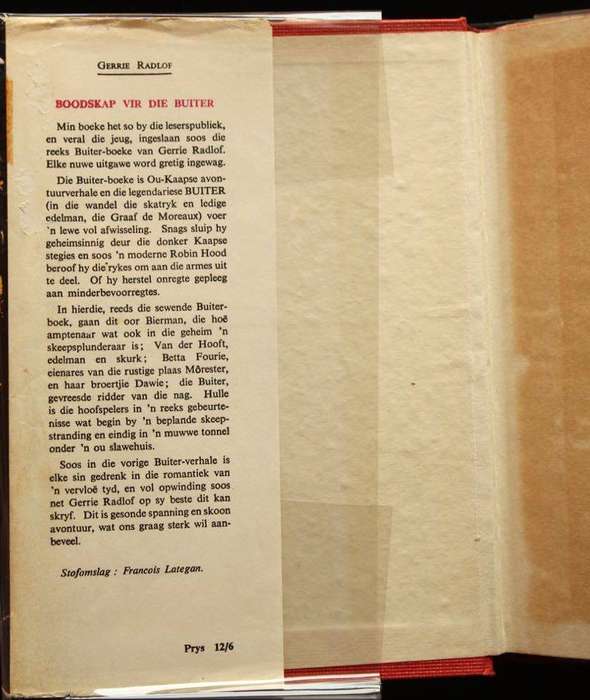 GERRIE RADLOF
BOODSKAP VIR DIE BUITER
Min boeke het so by die leserspubliek,
en veral die jeug, ingeslaan soos die
reeks Buiter-boeke van Gerrie Radlof.
Elke nuwe uitgawe word gretig ingewag.
Die Buiter-boeke is Ou-Kaapse avon-
tuurverhale en die legendariese BUITER
(in die wandel die skatryk en ledige
edelman, die Graaf de Moreaux) voer
'n lewe vol afwisseling. Snags sluip hy
geheimsinnig deur die donker Kaapse
stegies en soos 'n moderne Robin Hood
beroof hy die rykes om aan die armes uit
te deel. Of hy herstel onregte gepleeg
aan minderbevoorregtes.
In hierdie, reeds die sewende Buiter-
boek, gaan dit oor Bierman, die hoë
amptenaar wat ook in die geheim 'n
skeepsplunderaar is; Van der Hooft,
edelman en skurk; Betta Fourie,
eienares van die rustige plaas Môrester,
en haar broertjie Dawie; die Buiter,
gevreesde ridder van die nag. Hulle
is die hoofspelers in 'n reeks gebeurte-
nisse wat begin by 'n beplande skeep-
stranding en eindig in 'n muwwe tonnel
onder 'n ou slawehuis.
Soos in die vorige Buiter-verhale is
elke sin gedrenk in die romantiek van
'n vervloë tyd, en vol opwinding soos
net Gerrie Radlof op sy beste dit kan
skryf. Dit is gesonde spanning en skoon
avontuur, wat ons graag sterk wil aan-
beveel.
Stofomslag : Francois Lategan.
Prys 12/6